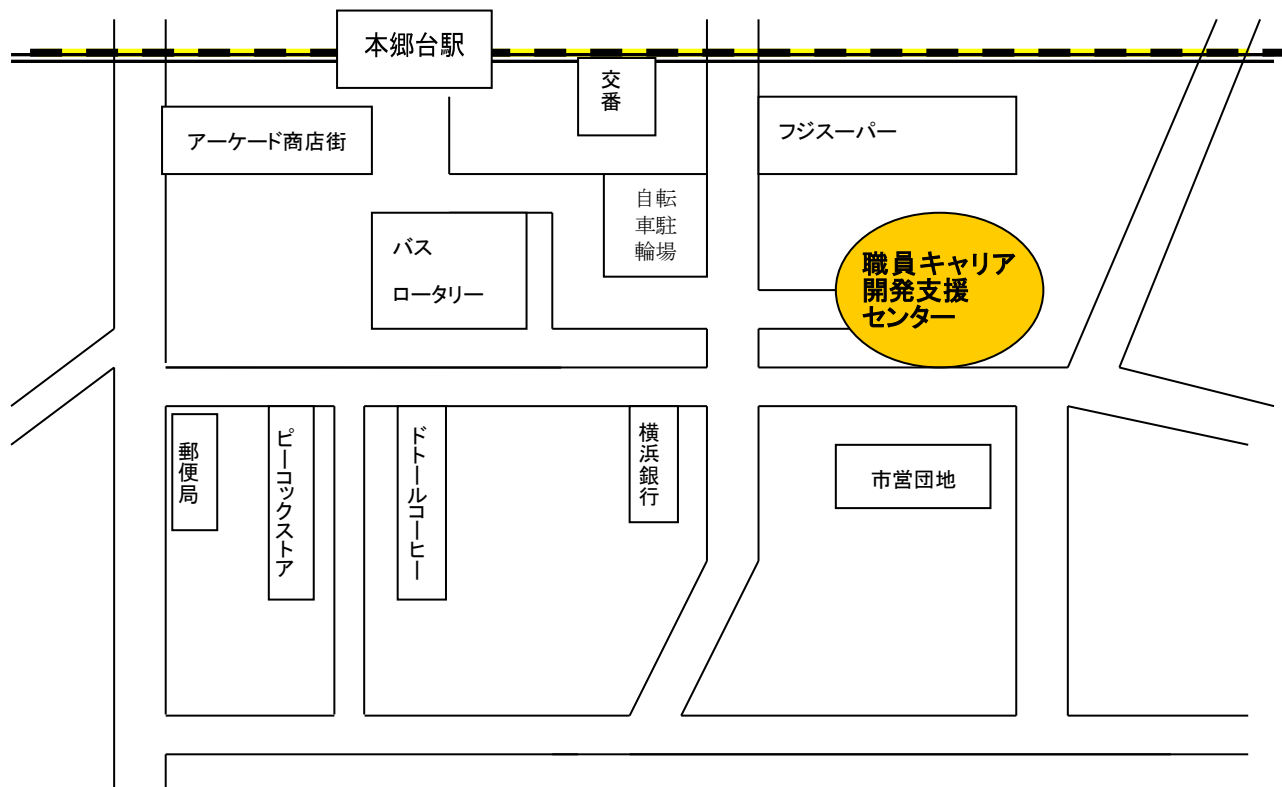 本郷台駅
交
番
アーケード商店街
フジスーパー
自転
車駐
輪場
バス
ロータリー
職員キャリア
開発支援
センター
郵便局
ピーコックストア
ドトールコーヒー
横浜銀行
市営団地